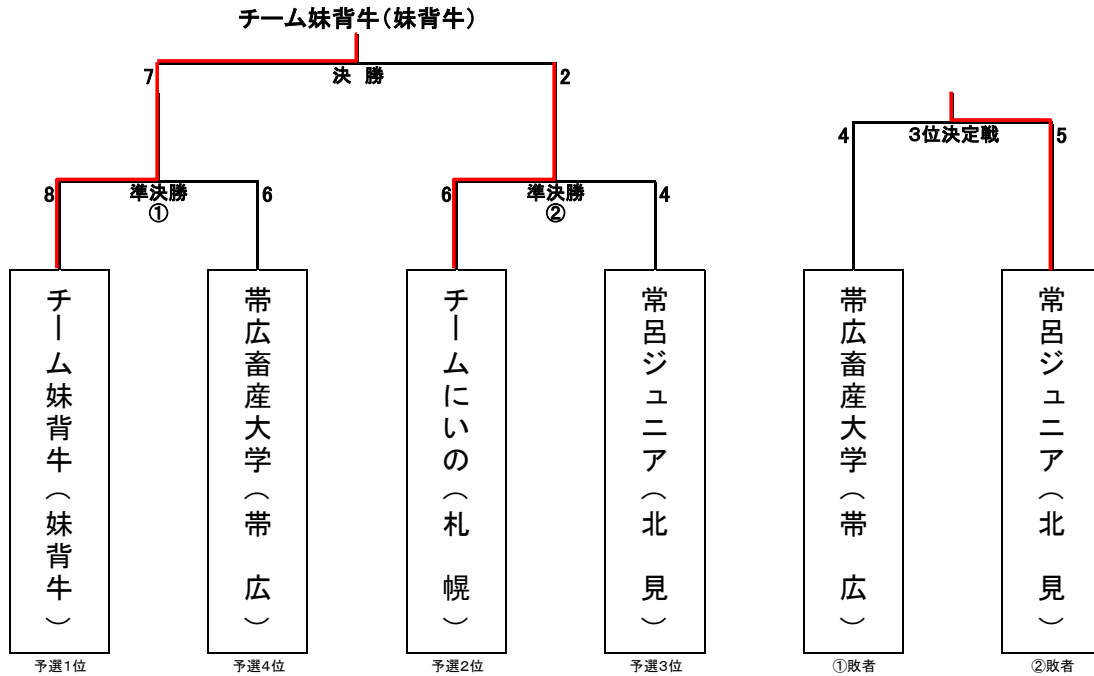 チーム妹背牛(妹背牛)
7
決 勝
2
4
3位決定戦
5
8
準決勝
①
6
6
準決勝
②
4
チーム妹背牛(妹背牛)
帯広畜産大学(帯 広)
チームにいの(札 幌)
常呂ジュニア(北 見)
帯広畜産大学(帯 広)
常呂ジュニア(北 見)
予選1位
予選4位
予選2位
予選3位
①敗者
②敗者